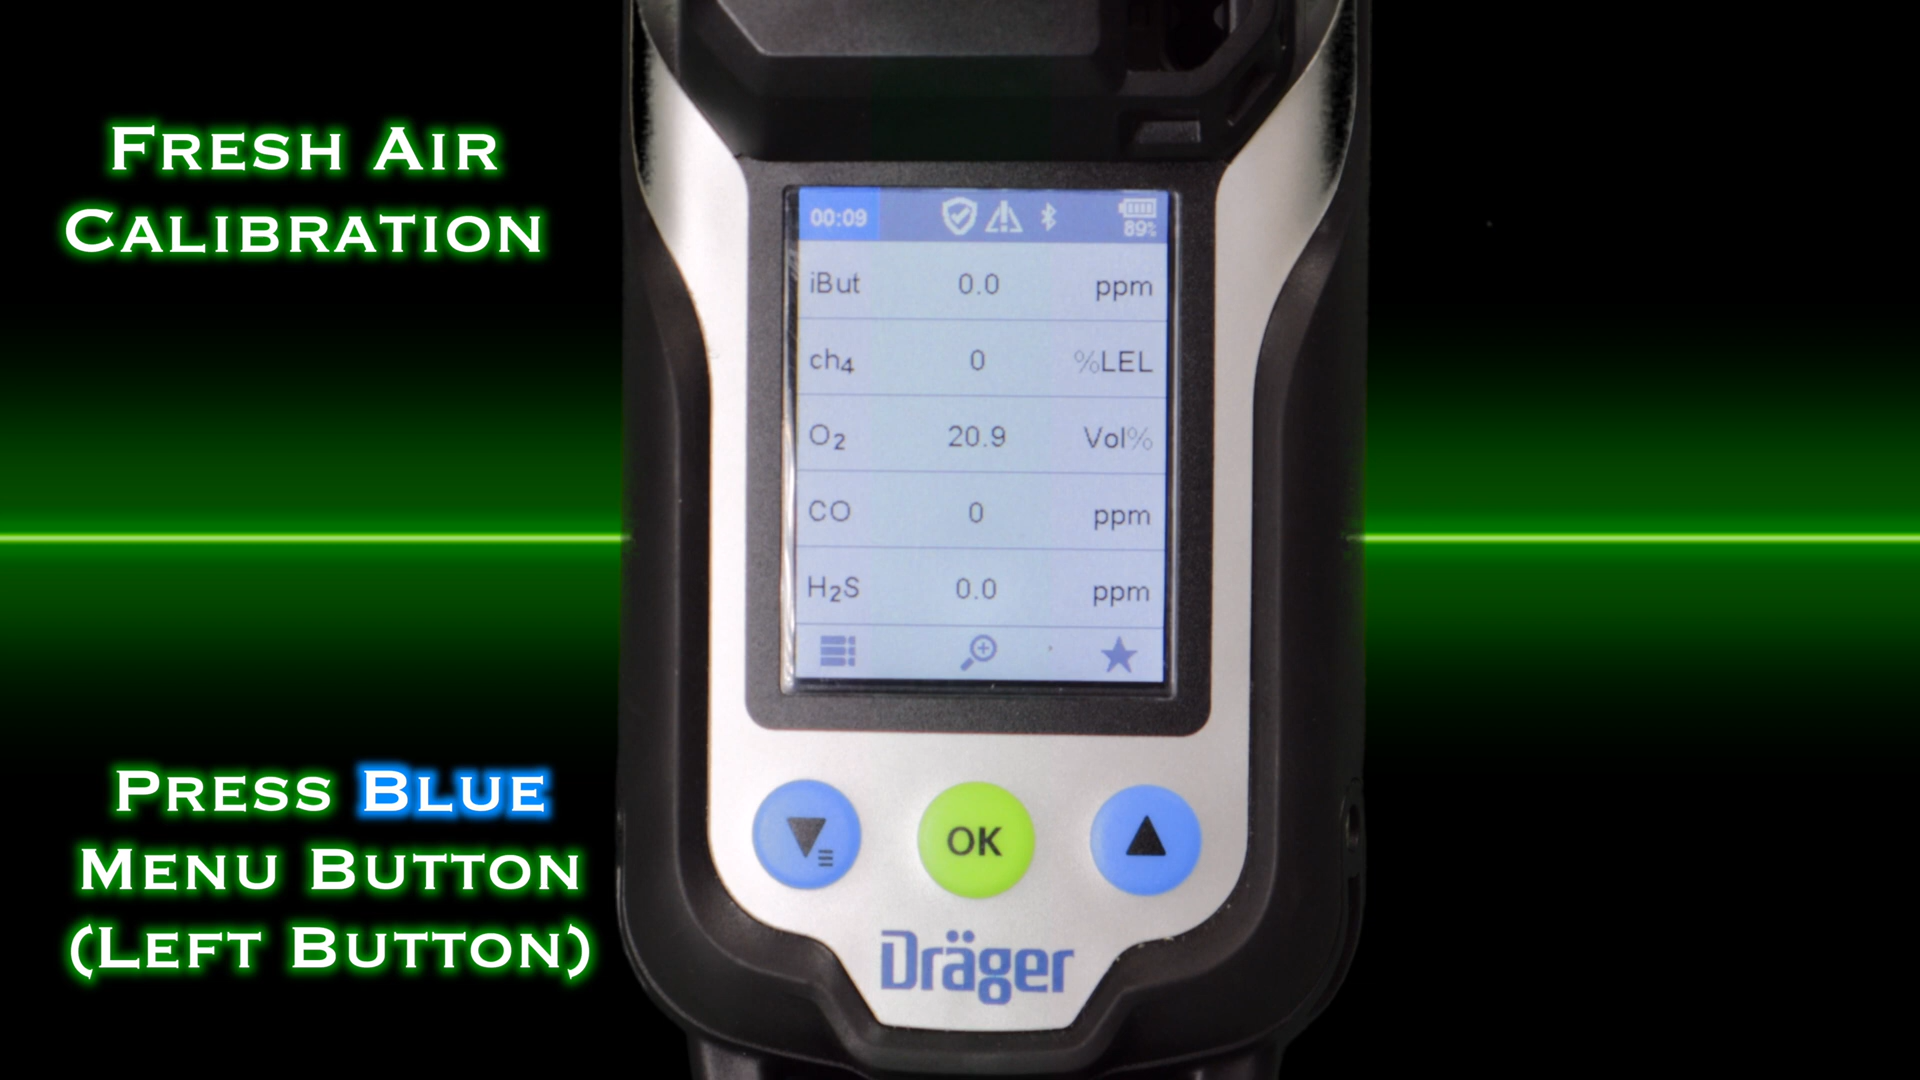 Fresh Air
Calibration
00:09
89%
iBut 0.0 ppm
ch4 0 %LEL
O2 20.9 Vol%
CO 0 ppm
H2S 0.0 ppm
Press Blue
Menu Button
(Left Button)
OK
Dräger